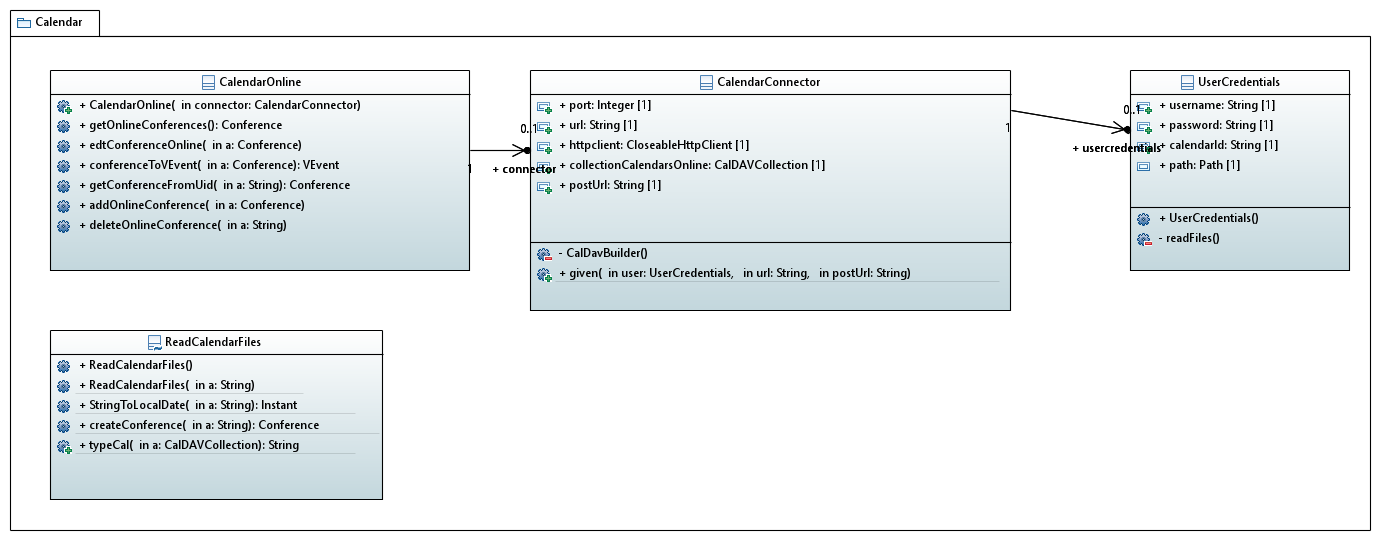 Calendar
CalendarOnline
+ CalendarOnline( in connector: CalendarConnector)
+ getOnlineConferences(): Conference
+ edtConferenceOnline( in a: Conference)
+ conferenceToVEvent( in a: Conference): VEvent
+ getConferenceFromUid( in a: String): Conference
+ addOnlineConference( in a: Conference)
+ deleteOnlineConference( in a: String)
1
0..1
+ connector
CalendarConnector
+ port: Integer [1]
+ url: String [1]
+ httpclient: CloseableHttpClient [1]
+ collectionCalendarsOnline: CalDAVCollection [1]
+ postUrl: String [1]
- CalDavBuilder()
+ given( in user: UserCredentials, in url: String, in postUrl: String)
1
0..1
+ usercredentials
UserCredentials
+ username: String [1]
+ password: String [1]
+ calendarId: String [1]
+ path: Path [1]
+ UserCredentials()
- readFiles()
ReadCalendarFiles
+ ReadCalendarFiles()
+ ReadCalendarFiles( in a: String)
+ StringToLocalDate( in a: String): Instant
+ createConference( in a: String): Conference
+ typeCal( in a: CalDAVCollection): String